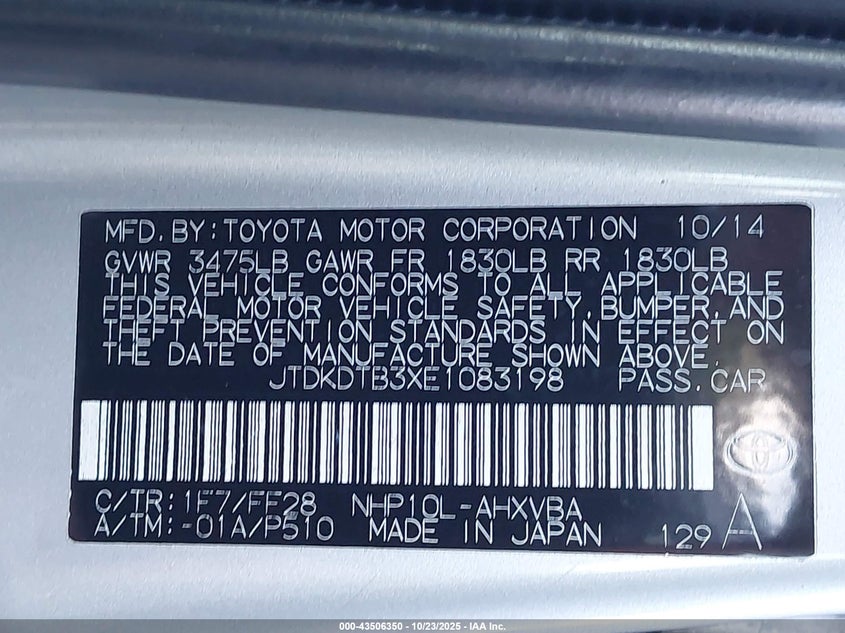 MFD. BY: TOYOTA MOTOR CORPORATION 10/14
GVWR 3475LB GAWR FR 1830LB RR 1830LB
THIS VEHICLE CONFORMS TO ALL APPLICABLE
FEDERAL MOTOR VEHICLE SAFETY, BUMPER, AND
THEFT PREVENTION STANDARDS IN EFFECT ON
THE DATE OF MANUFACTURE SHOWN ABOVE.
JTDKDTB3XE1083198 PASS. CAR
C/TR: 1F7/FF28 NHP10L-AHXVBA
A/TM: -01A/P510 MADE IN JAPAN 129 A
000-43506350 - 10/23/2025 - IAA Inc.